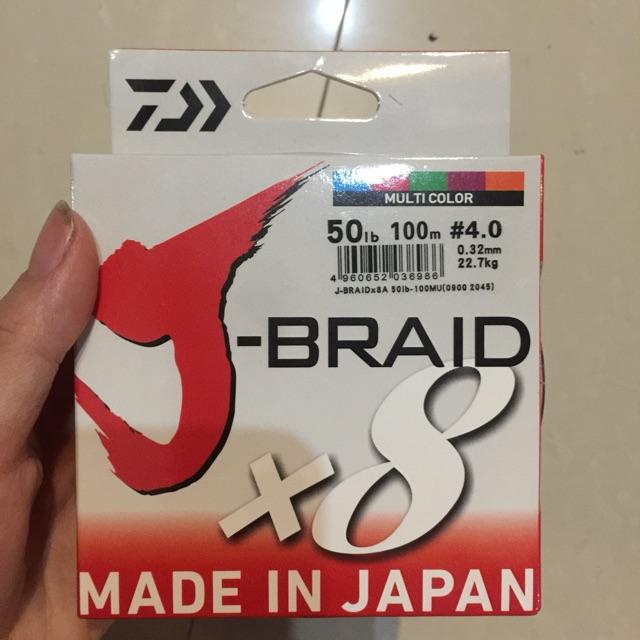 MULTI COLOR
50lb 100m #4.0
0.32mm
22.7kg
4 960652 036986
J-BRAIDx8A 50lb-100MU(0900 2045)
J-BRAID
x8
MADE IN JAPAN